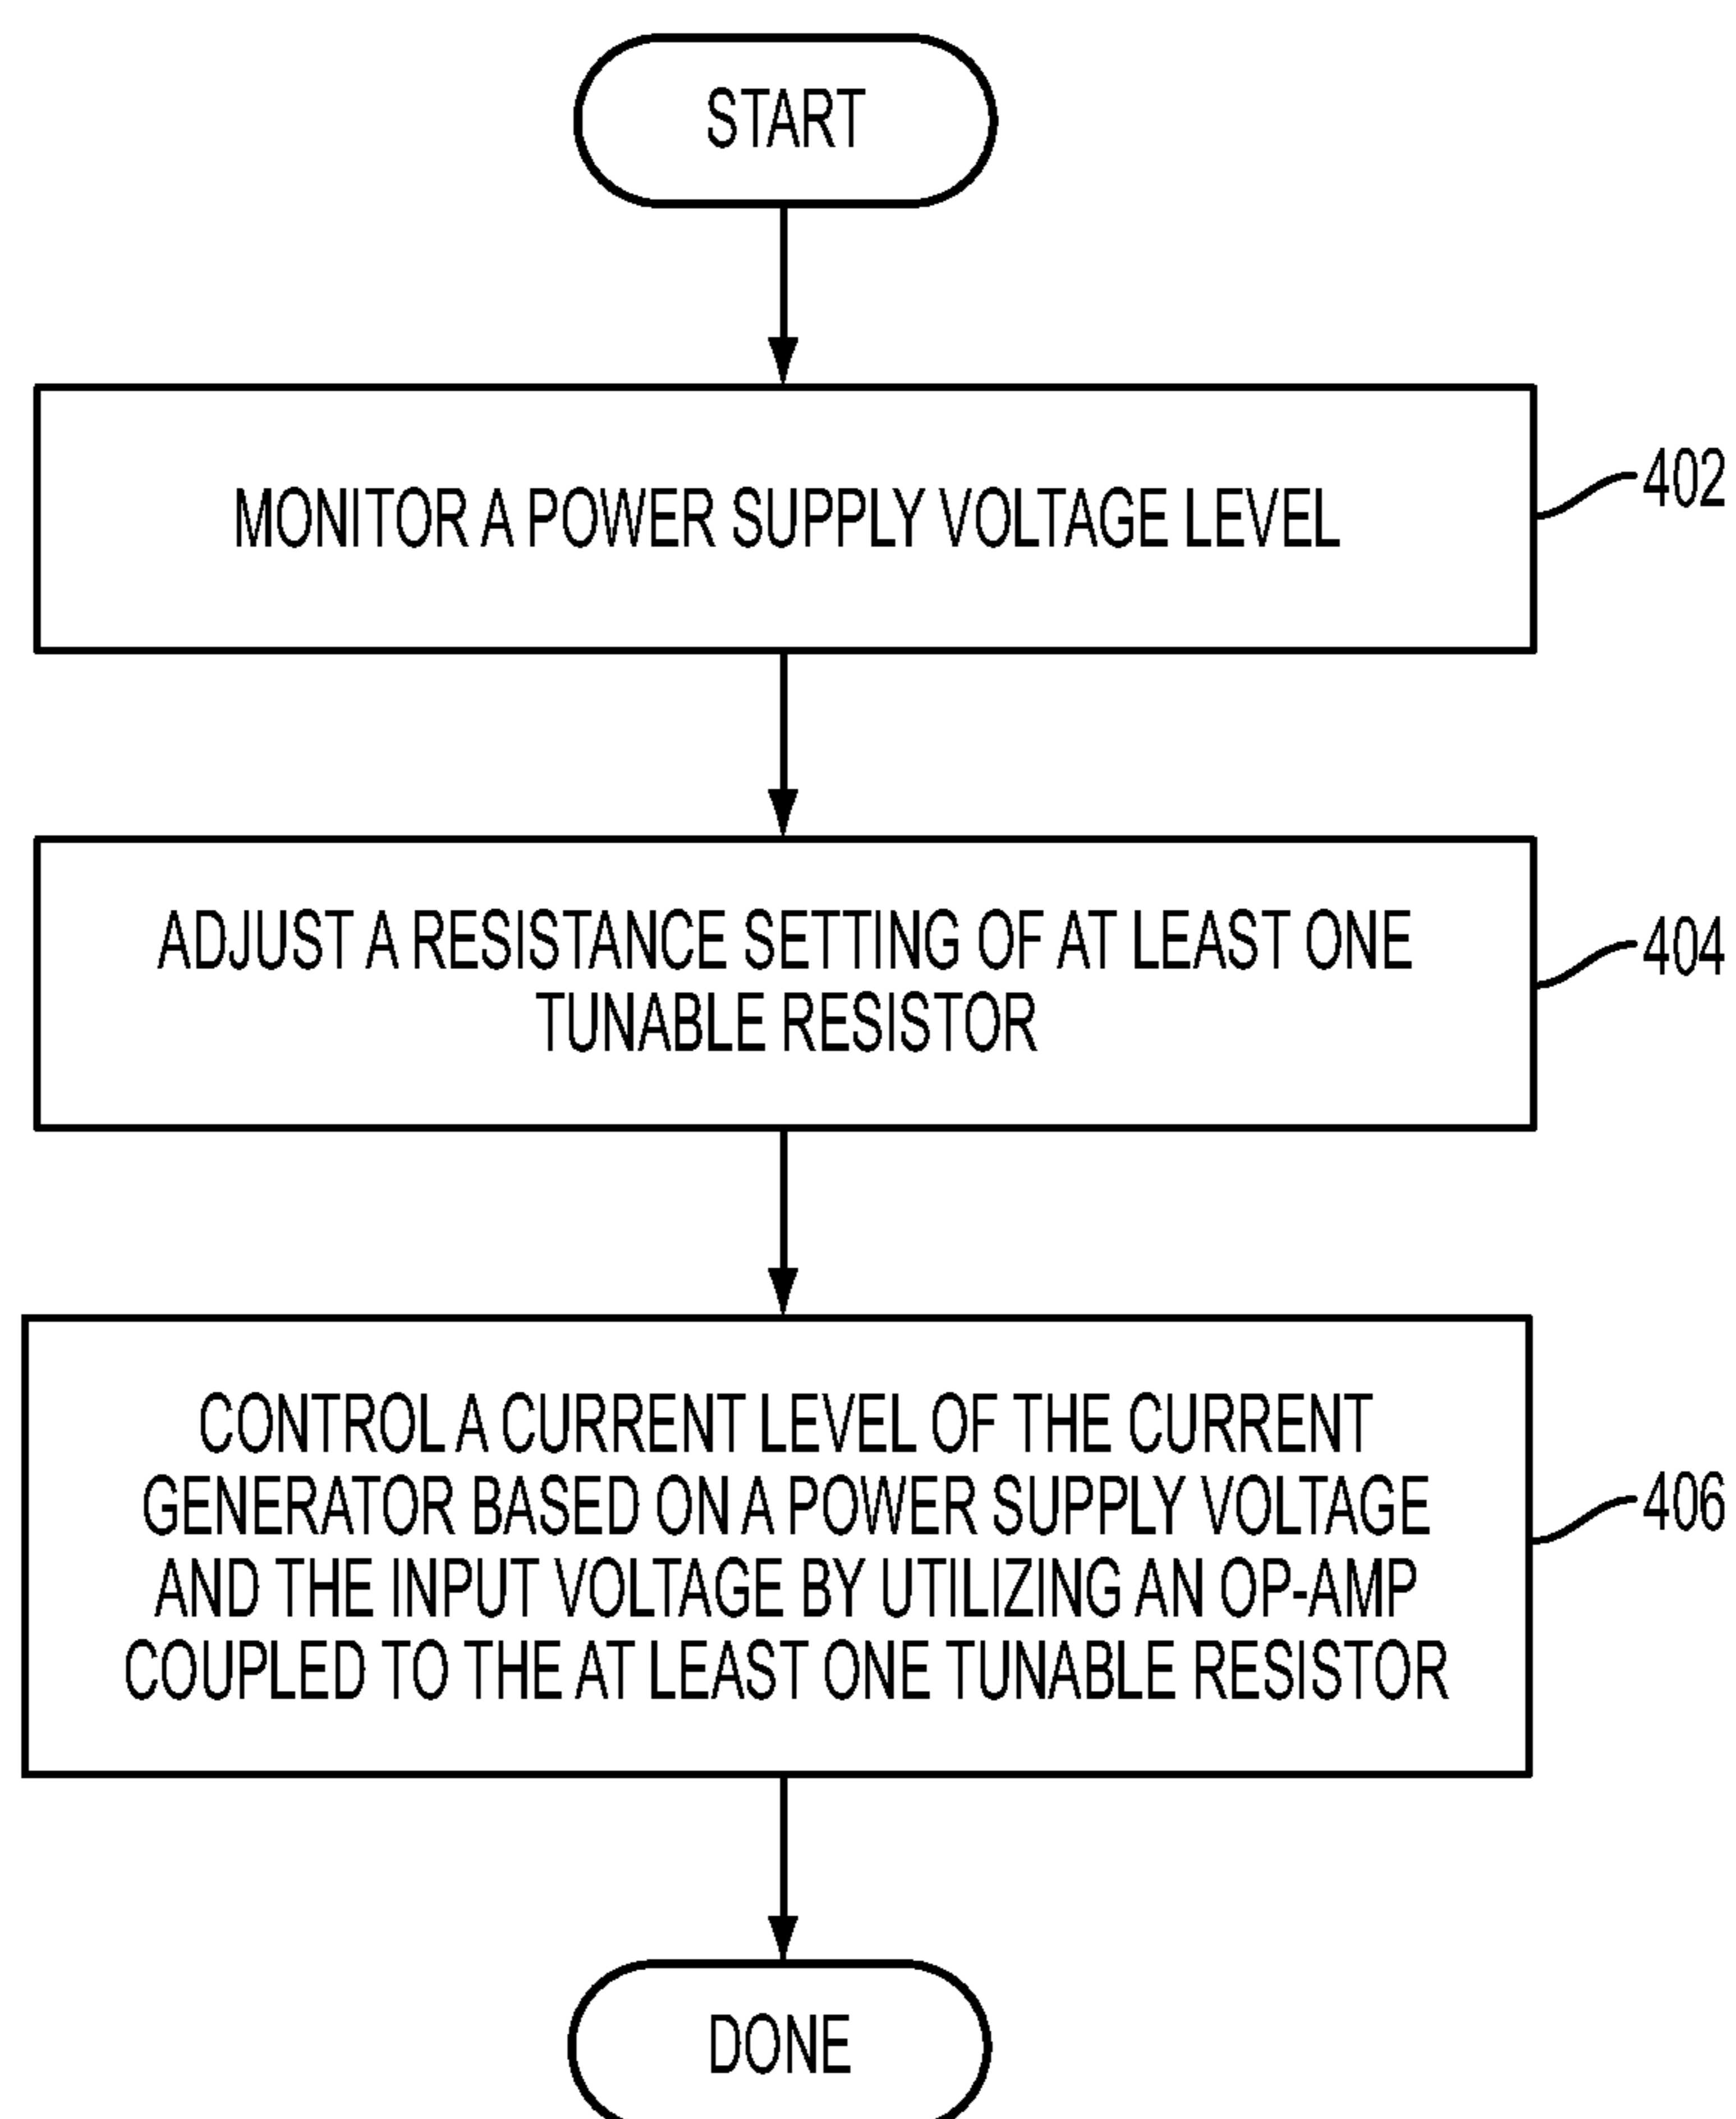 START
MONITOR A POWER SUPPLY VOLTAGE LEVEL
402
ADJUST A RESISTANCE SETTING OF AT LEAST ONE
TUNABLE RESISTOR
404
CONTROL A CURRENT LEVEL OF THE CURRENT
GENERATOR BASED ON A POWER SUPPLY VOLTAGE
AND THE INPUT VOLTAGE BY UTILIZING AN OP-AMP
COUPLED TO THE AT LEAST ONE TUNABLE RESISTOR
406
DONE